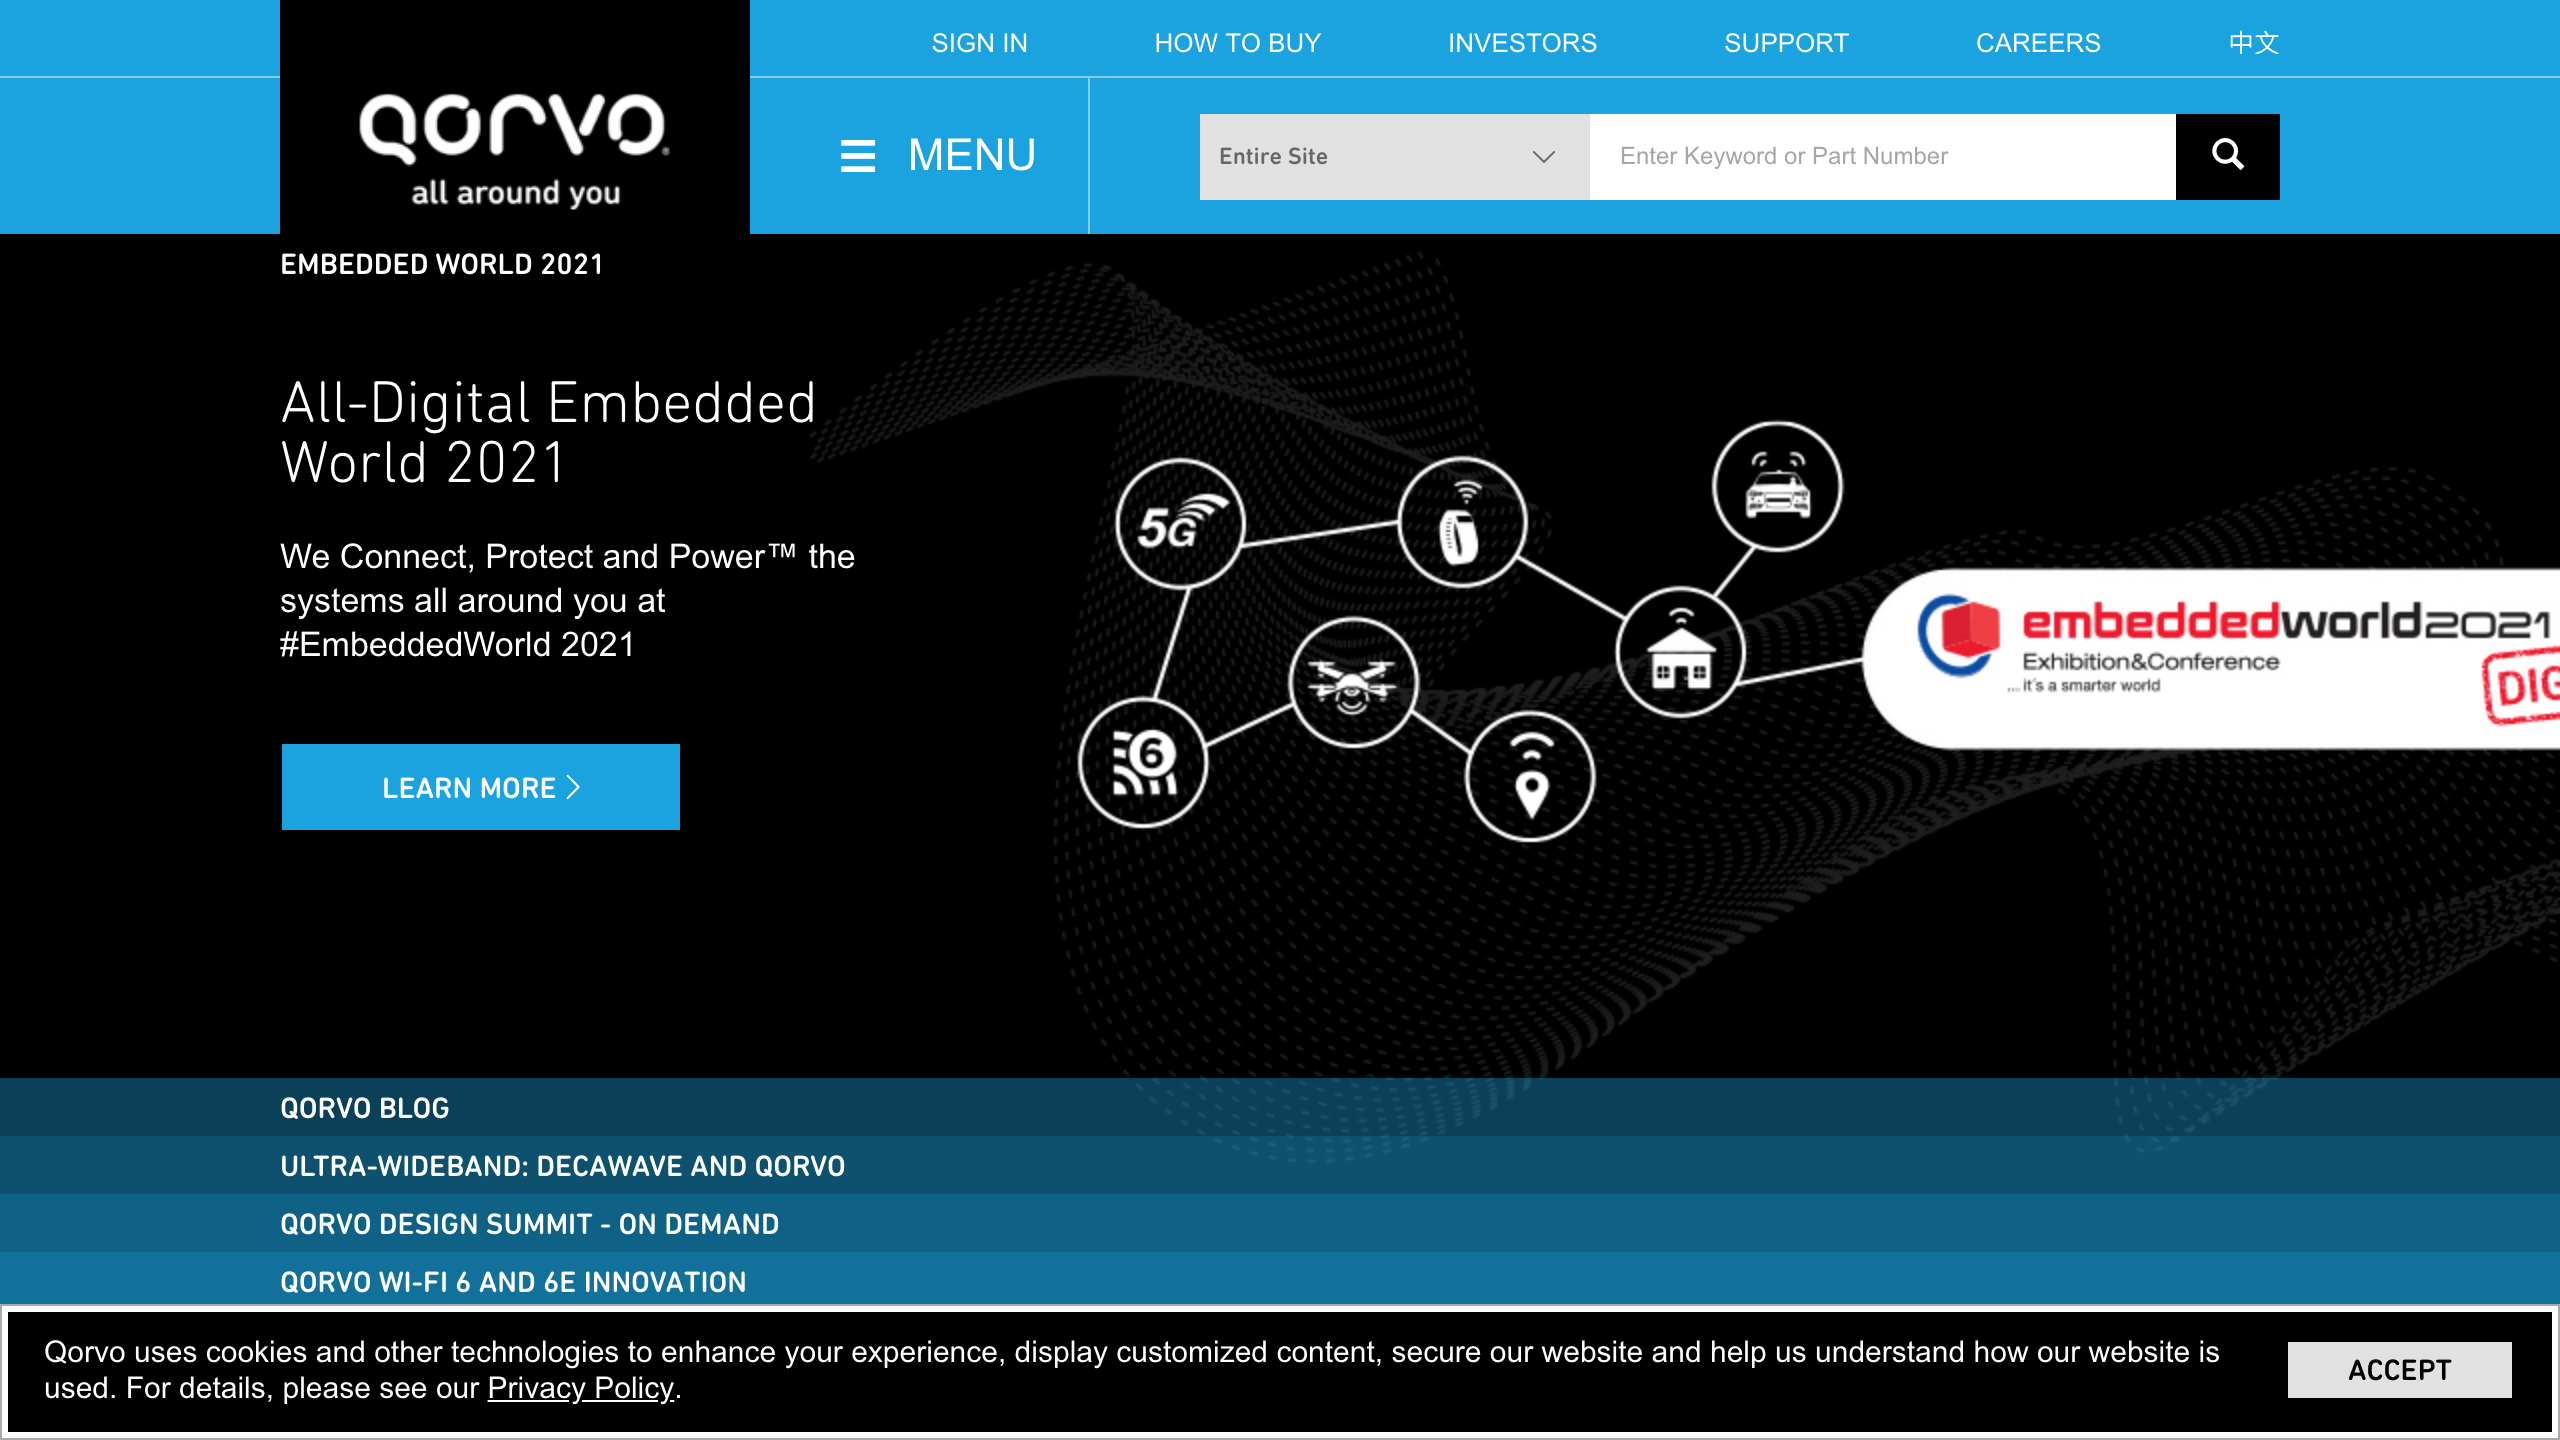 SIGN IN
HOW TO BUY
INVESTORS
SUPPORT
CAREERS
中文
QORVO
all around you
MENU
Entire Site
Enter Keyword or Part Number
EMBEDDED WORLD 2021
All-Digital Embedded
World 2021
We Connect, Protect and Power™ the
systems all around you at
#EmbeddedWorld 2021
LEARN MORE
5G
6
embeddedworld2021
Exhibition&Conference
... it's a smarter world
DIG
QORVO BLOG
ULTRA-WIDEBAND: DECAWAVE AND QORVO
QORVO DESIGN SUMMIT - ON DEMAND
QORVO WI-FI 6 AND 6E INNOVATION
Qorvo uses cookies and other technologies to enhance your experience, display customized content, secure our website and help us understand how our website is
used. For details, please see our Privacy Policy.
ACCEPT